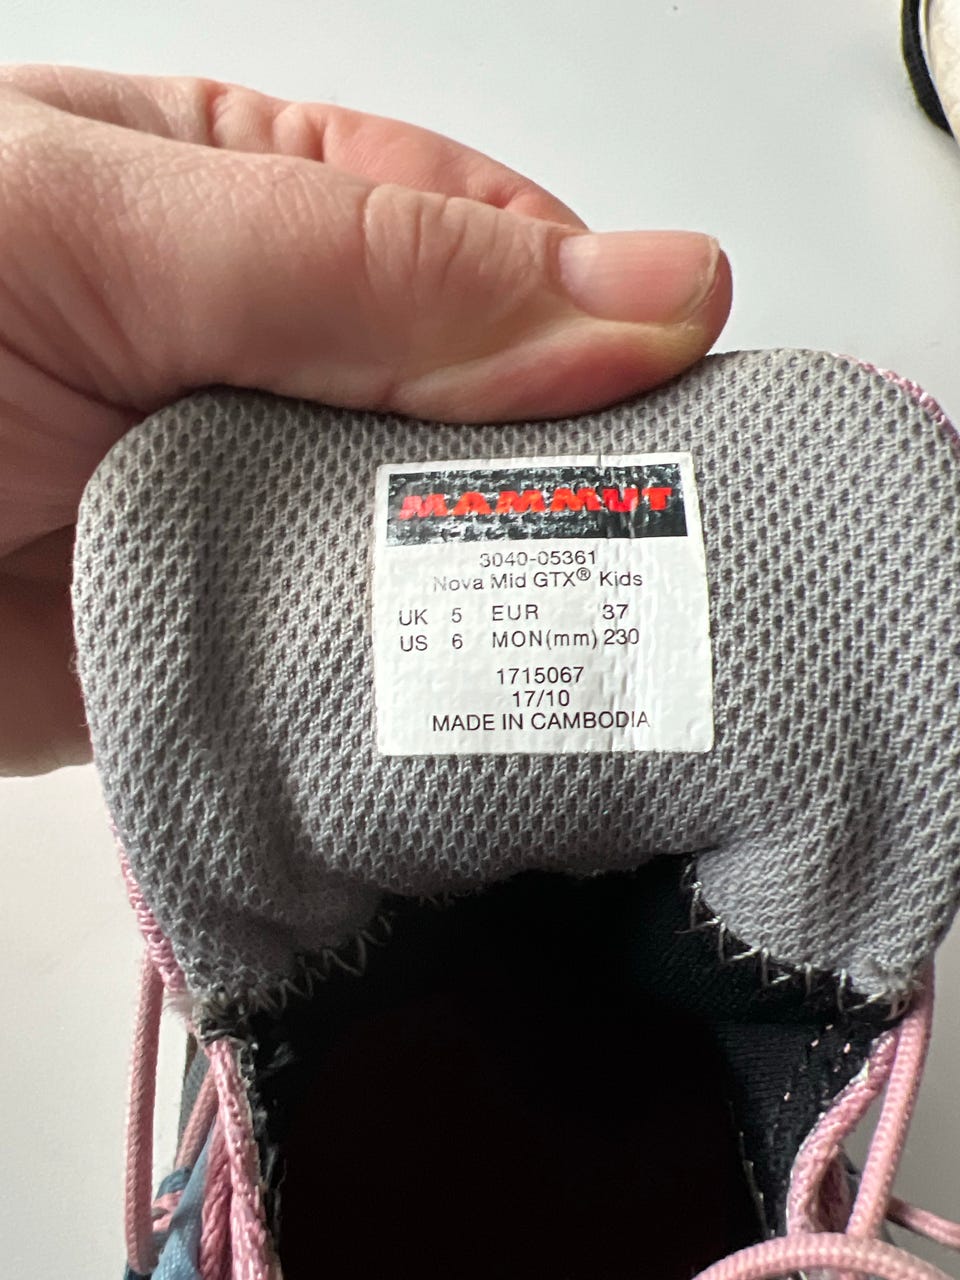 MAMMUT
3040-05361
Nova Mid GTX® Kids
UK 5 EUR 37
US 6 MON(mm) 230
1715067
17/10
MADE IN CAMBODIA